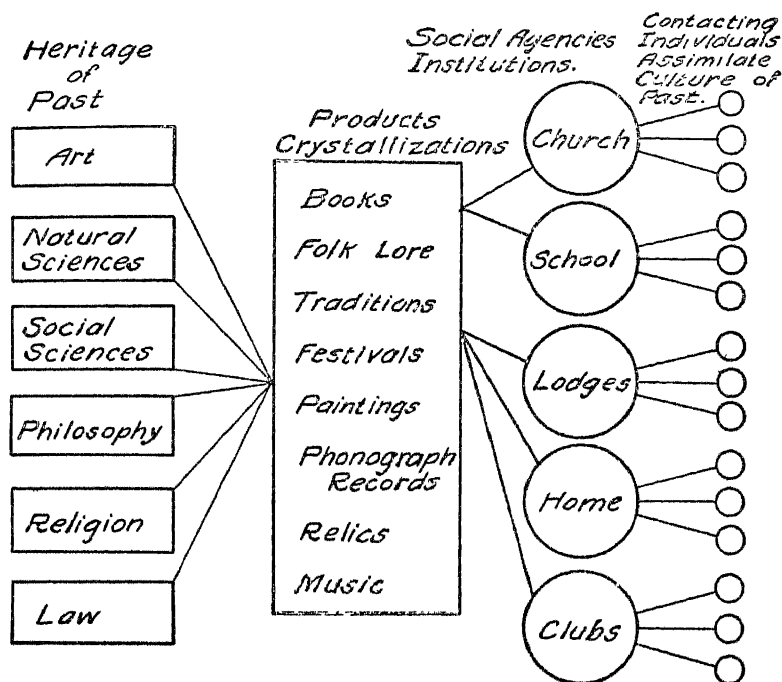 Heritage
of
Past
Art
Natural
Sciences
Social
Sciences
Philosophy
Religion
Law
Products
Crystallizations
Books
Folk Lore
Traditions
Festivals
Paintings
Phonograph
Records
Relics
Music
Social Agencies
Institutions.
Church
School
Lodges
Home
Clubs
Contacting
Individuals
Assimilate
Culture of
Past.